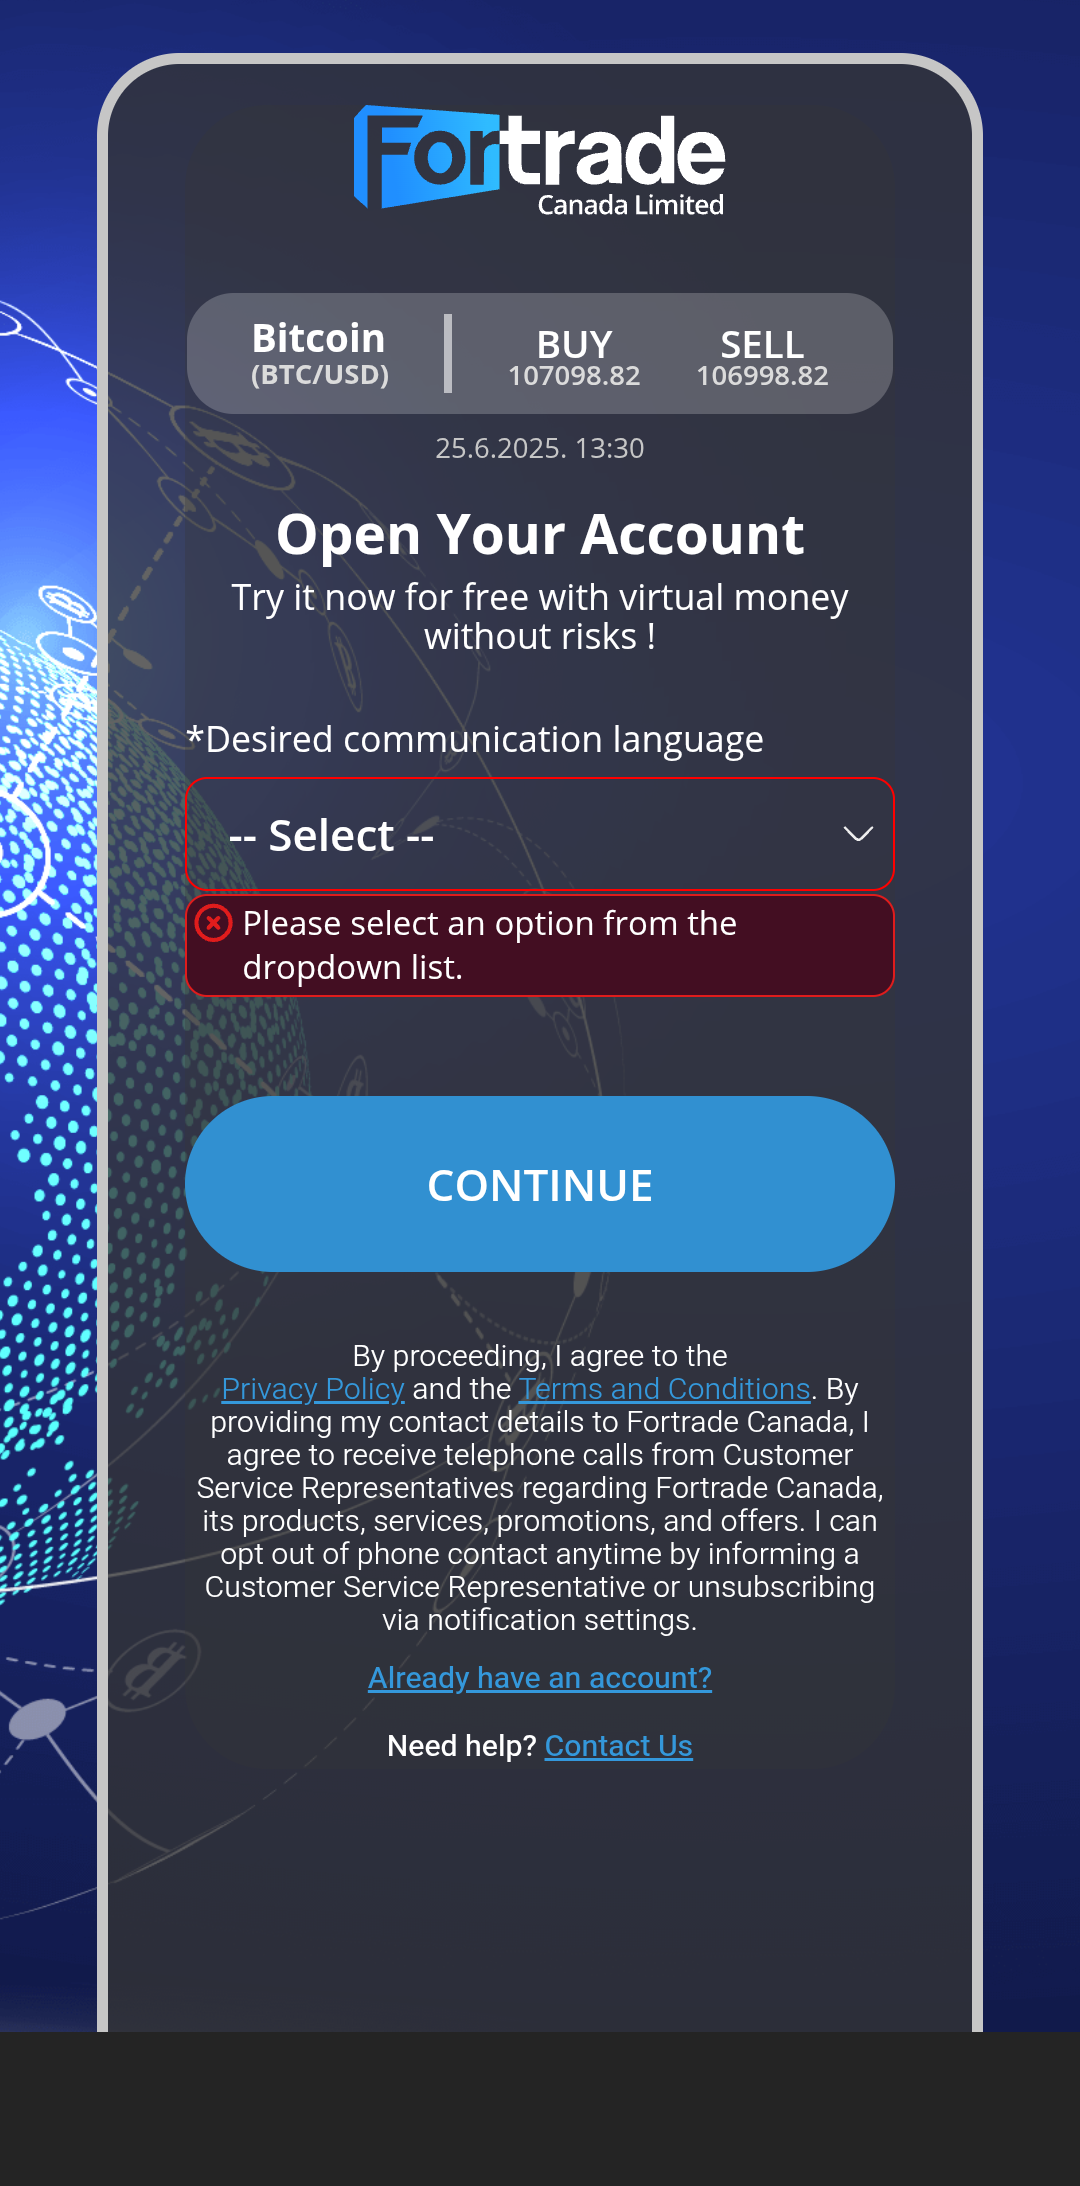 Fortrade
Canada Limited
Bitcoin
(BTC/USD)
BUY
107098.82
SELL
106998.82
25.6.2025. 13:30
Open Your Account
Try it now for free with virtual money
without risks !
*Desired communication language
-- Select --
Please select an option from the
dropdown list.
CONTINUE
By proceeding, I agree to the
Privacy Policy and the Terms and Conditions. By
providing my contact details to Fortrade Canada, I
agree to receive telephone calls from Customer
Service Representatives regarding Fortrade Canada,
its products, services, promotions, and offers. I can
opt out of phone contact anytime by informing a
Customer Service Representative or unsubscribing
via notification settings.
Already have an account?
Need help? Contact Us